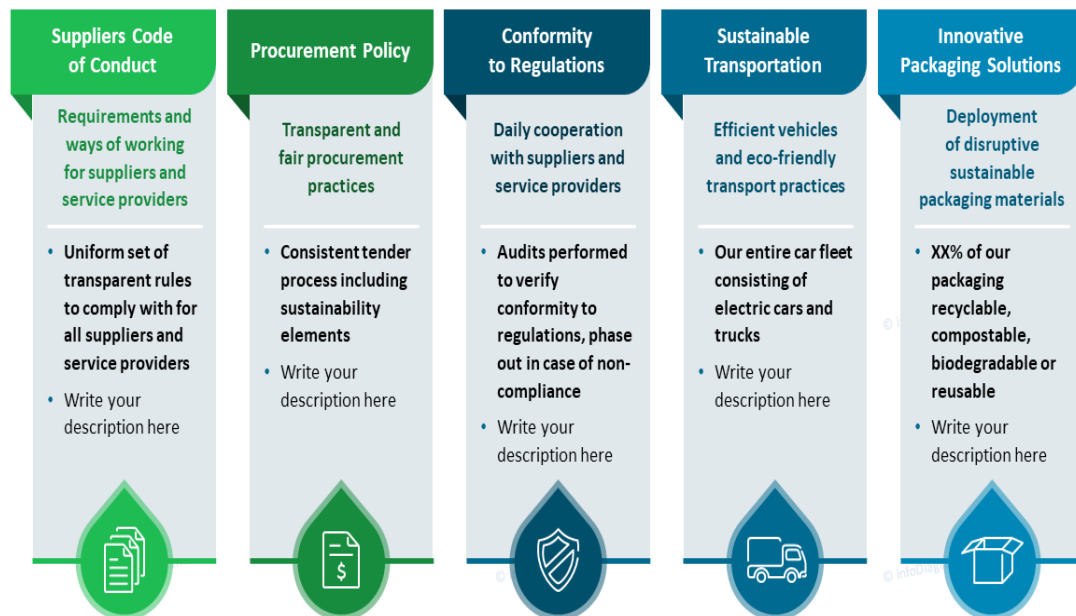 Suppliers Code
of Conduct
Requirements and
ways of working
for suppliers and
service providers
• Uniform set of
transparent rules
to comply with for
all suppliers and
service providers
• Write your
description here
Procurement Policy
Transparent and
fair procurement
practices
• Consistent tender
process including
sustainability
elements
• Write your
description here
$
Conformity
to Regulations
Daily cooperation
with suppliers and
service providers
• Audits performed
to verify
conformity to
regulations, phase
out in case of non-
compliance
• Write your
description here
Sustainable
Transportation
Efficient vehicles
and eco-friendly
transport practices
• Our entire car fleet
consisting of
electric cars and
trucks
• Write your
description here
Innovative
Packaging Solutions
Deployment
of disruptive
sustainable
packaging materials
• XX% of our
packaging
recyclable,
compostable,
biodegradable or
reusable
• Write your
description here